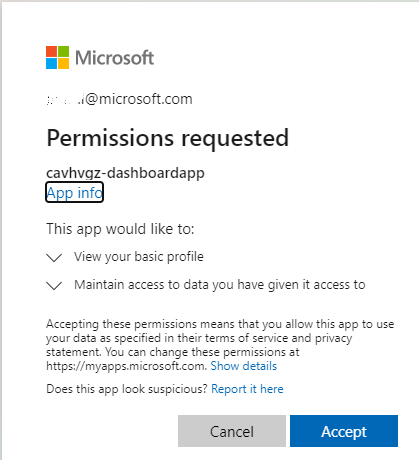 Microsoft
@microsoft.com
Permissions requested
cavhvgz-dashboardapp
App info
This app would like to:
View your basic profile
Maintain access to data you have given it access to
Accepting these permissions means that you allow this app to use
your data as specified in their terms of service and privacy
statement. You can change these permissions at
https://myapps.microsoft.com. Show details
Does this app look suspicious? Report it here
Cancel Accept